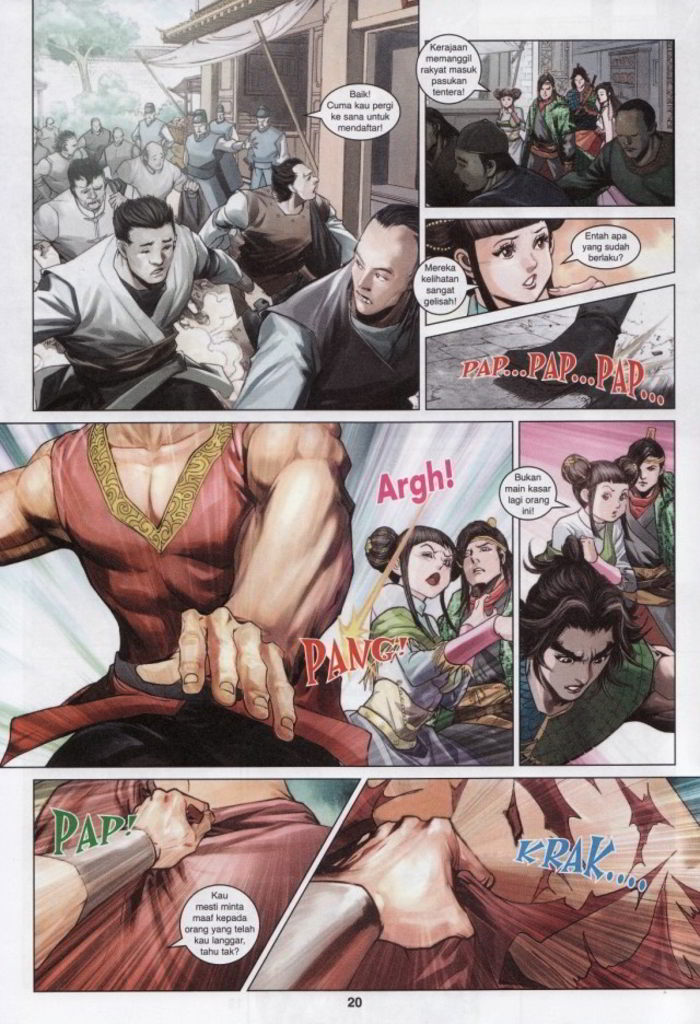 Baik!
Cuma kau pergi
ke sana untuk
mendaftar!
Kerajaan
memanggil
rakyat masuk
pasukan
tentera!
Mereka
kelihatan
sangat
gelisah!
Entah apa
yang sudah
berlaku?
PAP...PAP...PAP...
Argh!
PANG!
Bukan
main kasar
lagi orang
ini!
PAP!
Kau
mesti minta
maaf kepada
orang yang telah
kau langgar,
tahu tak?
KRAK....
20